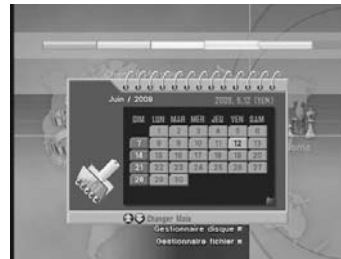 Juin / 2009 2009. 6.12 (VEN)
DIM. LUN MAR MER JEU VEN SAM
1 2 3 4 5 6
7 8 9 10 11 12 13
14 15 16 17 18 19 20
21 22 23 24 25 26 27
28 29 30
Changer Mois
Gestionnaire disque
Gestionnaire fichier